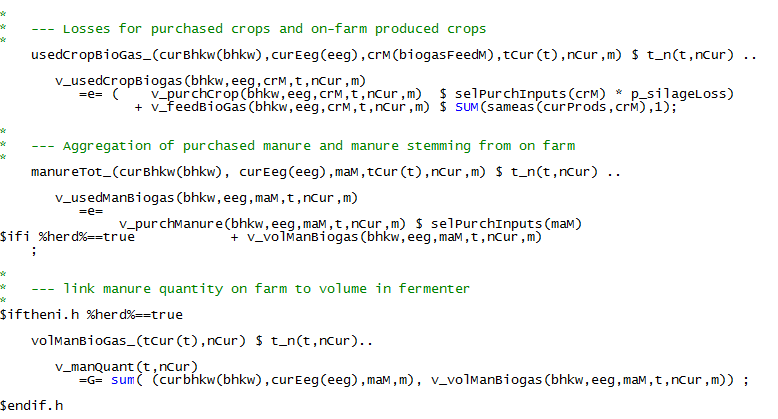 *
*   --- Losses for purchased crops and on-farm produced crops
*
    usedCropBioGas_(curBhkw(bhkw),curEeg(eeg),crM(biogasFeedM),tCur(t),nCur,m) $ t_n(t,nCur) ..
       v_usedCropBiogas(bhkw,eeg,crM,t,nCur,m)
          =e= (    v_purchCrop(bhkw,eeg,crM,t,nCur,m)  $ selPurchInputs(crM) * p_silageLoss)
                 + v_feedBioGas(bhkw,eeg,crM,t,nCur,m) $ SUM(sameas(curProds,crM),1);
*
*   --- Aggregation of purchased manure and manure stemming from on farm
*
    manureTot_(curBhkw(bhkw), curEeg(eeg),maM,tCur(t),nCur,m) $ t_n(t,nCur) ..
       v_usedManBiogas(bhkw,eeg,maM,t,nCur,m)
          =e=
               v_purchManure(bhkw,eeg,maM,t,nCur,m) $ selPurchInputs(maM)
$ifi %herd%==true            + v_volManBiogas(bhkw,eeg,maM,t,nCur,m)
    ;
*
*   --- link manure quantity on farm to volume in fermenter
*
$iftheni.h %herd%==true
    volManBioGas_(tCur(t),nCur) $ t_n(t,nCur)..
       v_manQuant(t,nCur)
          =G= sum( (curbhkw(bhkw),curEeg(eeg),maM,m), v_volManBiogas(bhkw,eeg,maM,t,nCur,m)) ;
$endif.h